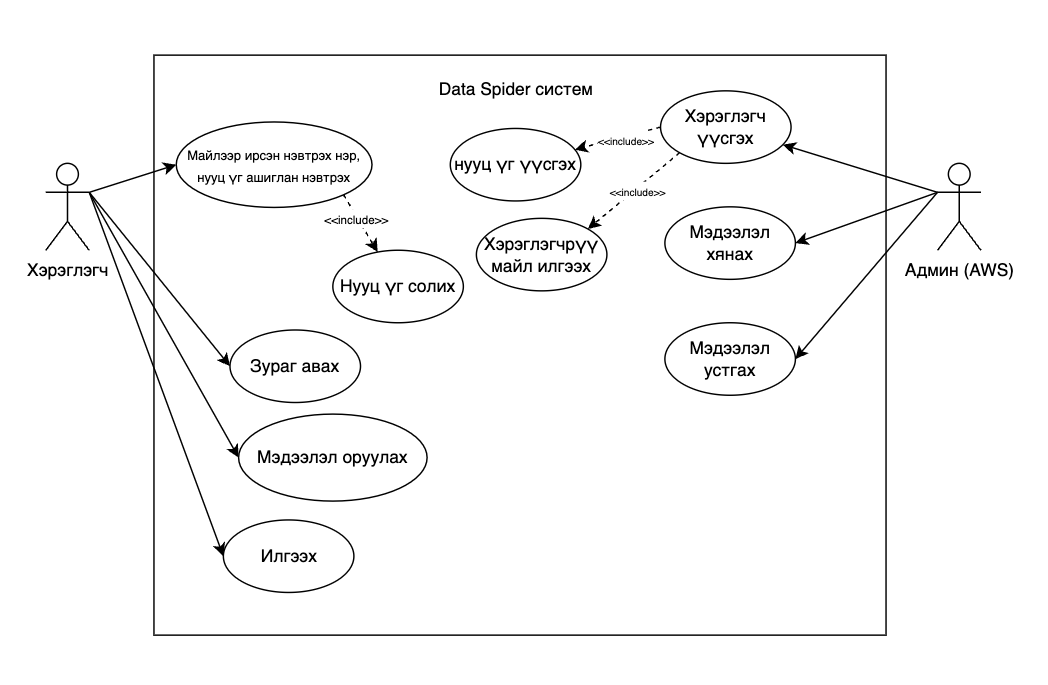 Data Spider систем
Майлээр ирсэн нэвтрэх нэр,
нууц үг ашиглан нэвтрэх
<<include>>
Нууц үг солих
Хэрэглэгч
Зураг авах
Мэдээлэл оруулах
Илгээх
Хэрэглэгч
үүсгэх
<<include>>
нууц үг үүсгэх
<<include>>
Хэрэглэгчрүү
майл илгээх
Мэдээлэл
хянах
Админ (AWS)
Мэдээлэл
устгах